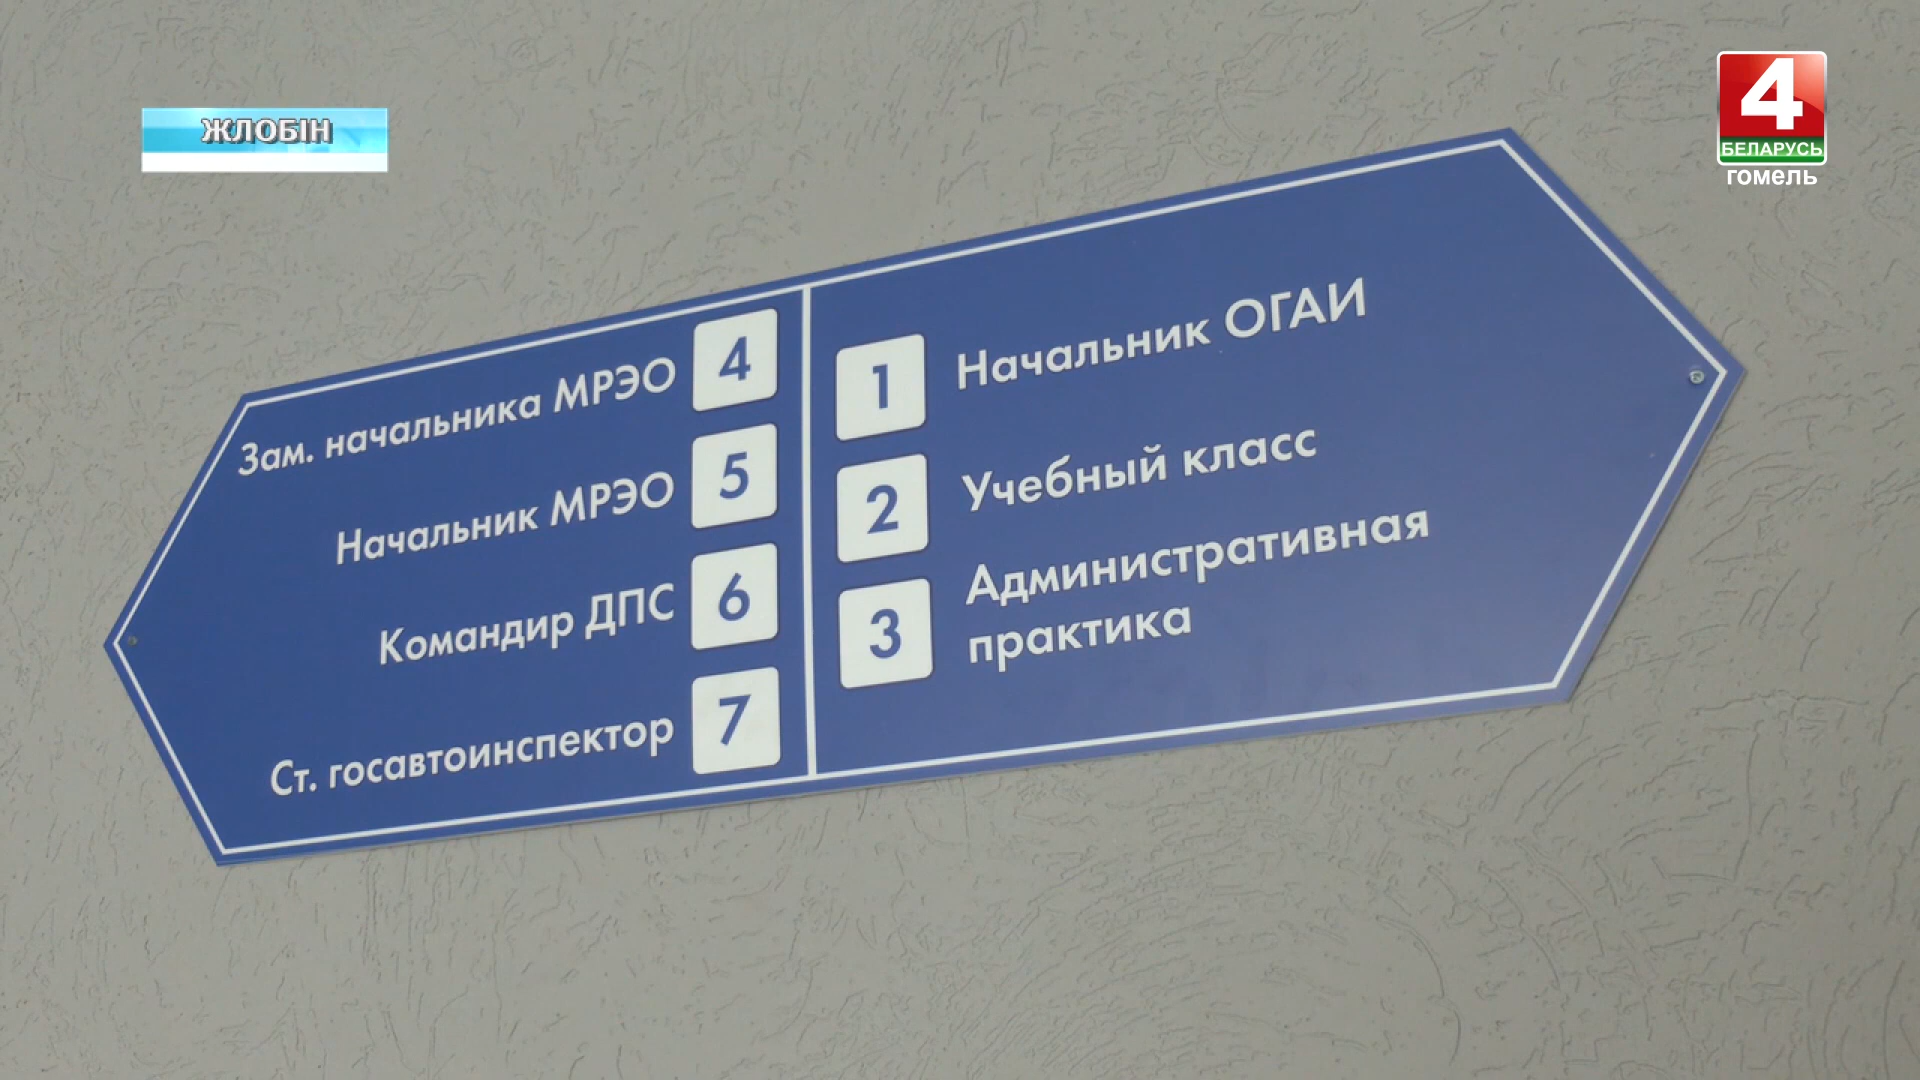 ЖЛОБІН
4
БЕЛАРУСЬ
гомель
Зам. начальника МРЭО 4
Начальник МРЭО 5
Командир ДПС 6
Ст. госавтоинспектор 7
1 Начальник ОГАИ
2 Учебный класс
3 Административная
практика